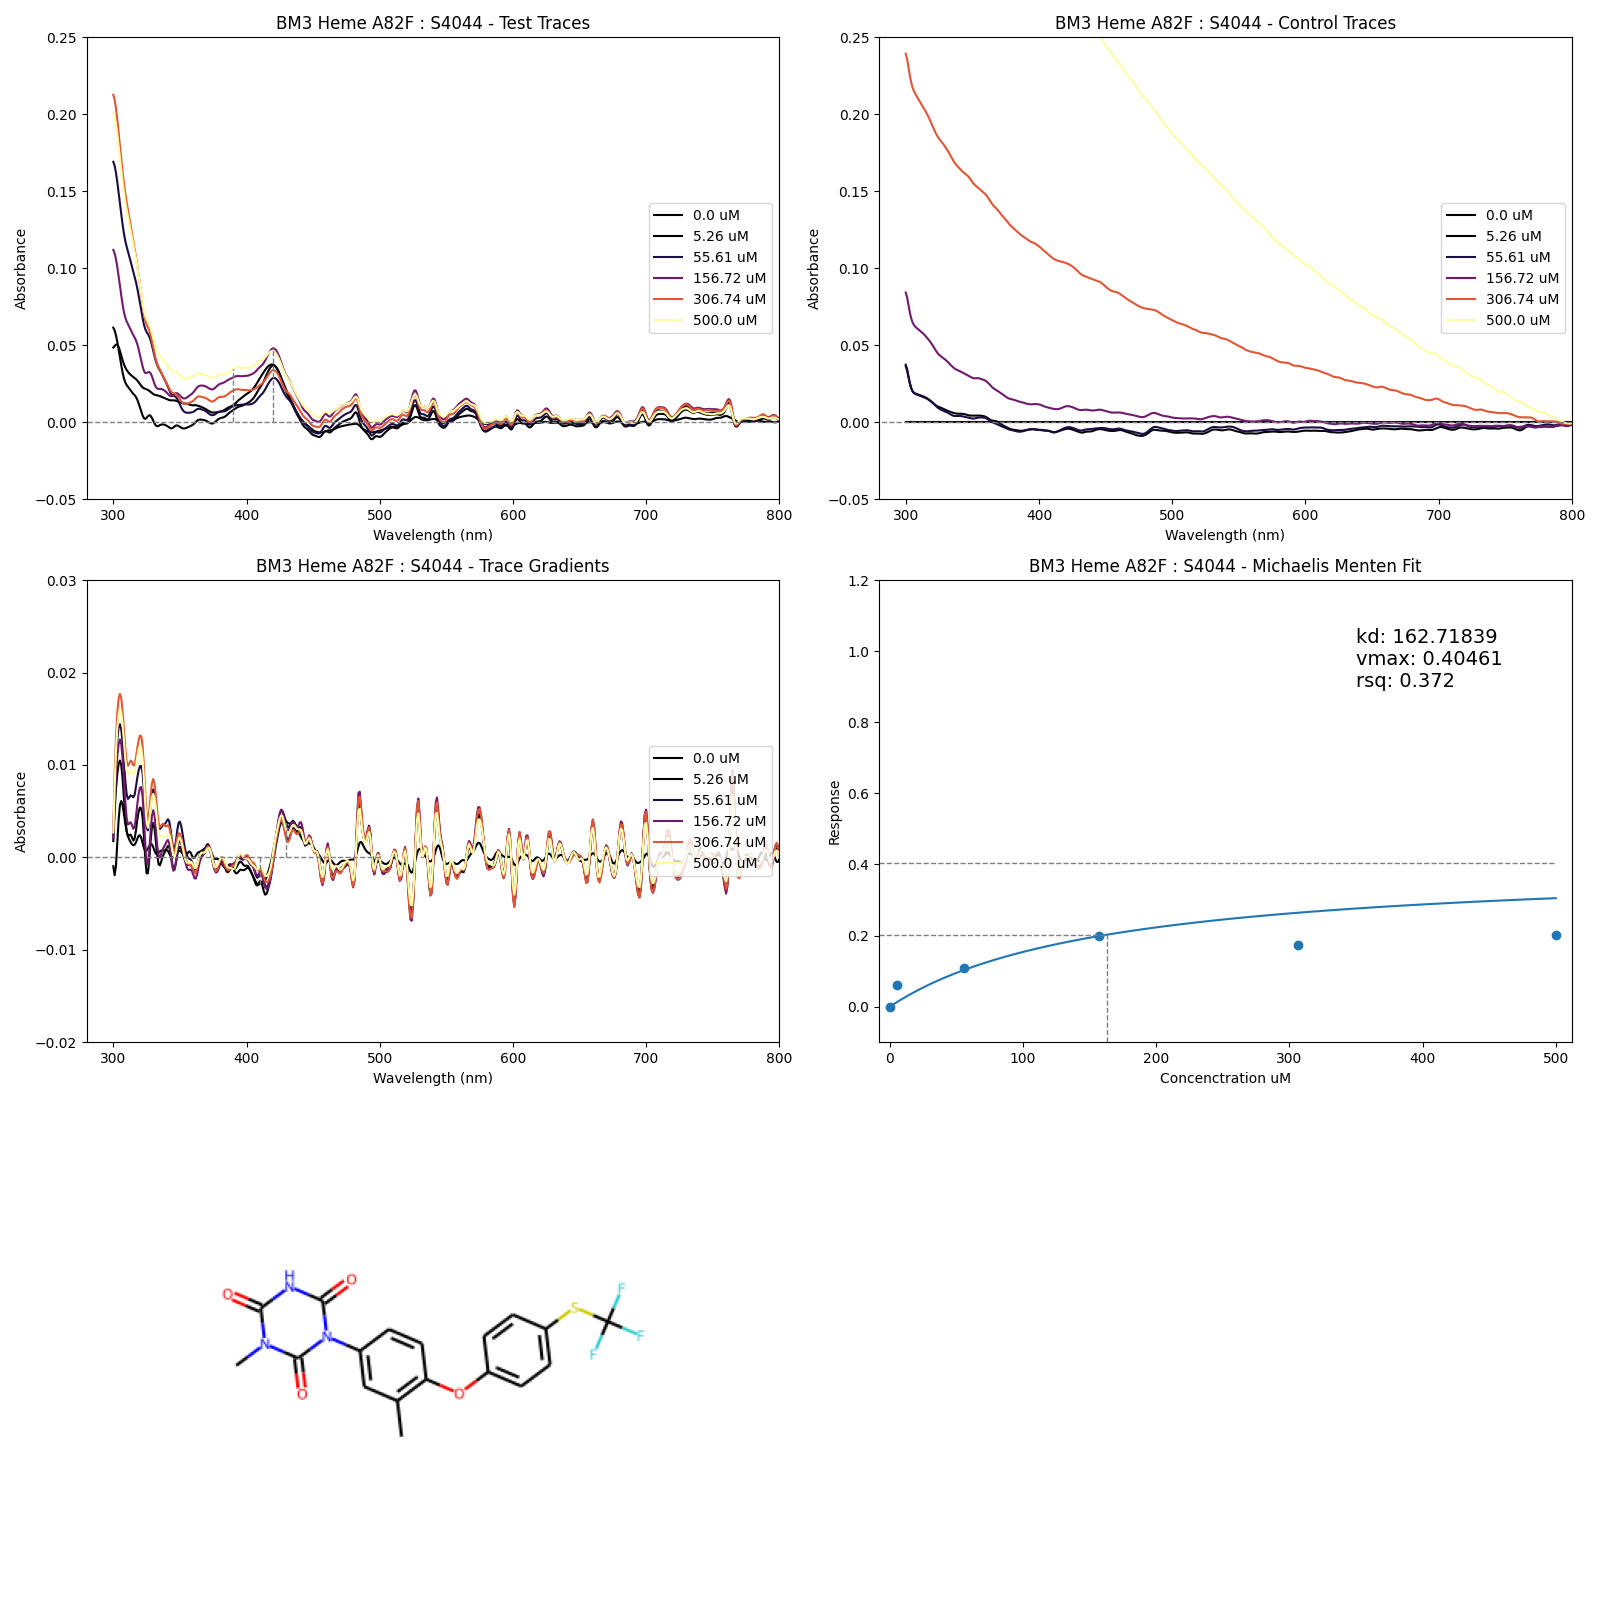 BM3 Heme A82F : S4044 - Test Traces
0.25
0.20
0.15
0.10
0.05
0.00
−0.05
Absorbance
300 400 500 600 700 800
Wavelength (nm)
0.0 uM
5.26 uM
55.61 uM
156.72 uM
306.74 uM
500.0 uM
BM3 Heme A82F : S4044 - Control Traces
0.25
0.20
0.15
0.10
0.05
0.00
−0.05
Absorbance
300 400 500 600 700 800
Wavelength (nm)
0.0 uM
5.26 uM
55.61 uM
156.72 uM
306.74 uM
500.0 uM
BM3 Heme A82F : S4044 - Trace Gradients
0.03
0.02
0.01
0.00
−0.01
−0.02
Absorbance
300 400 500 600 700 800
Wavelength (nm)
0.0 uM
5.26 uM
55.61 uM
156.72 uM
306.74 uM
500.0 uM
BM3 Heme A82F : S4044 - Michaelis Menten Fit
1.2
1.0
0.8
0.6
0.4
0.2
0.0
Response
0 100 200 300 400 500
Concenctration uM
kd: 162.71839
vmax: 0.40461
rsq: 0.372
H
N
O
O
N
N
O
O
S
F
F
F